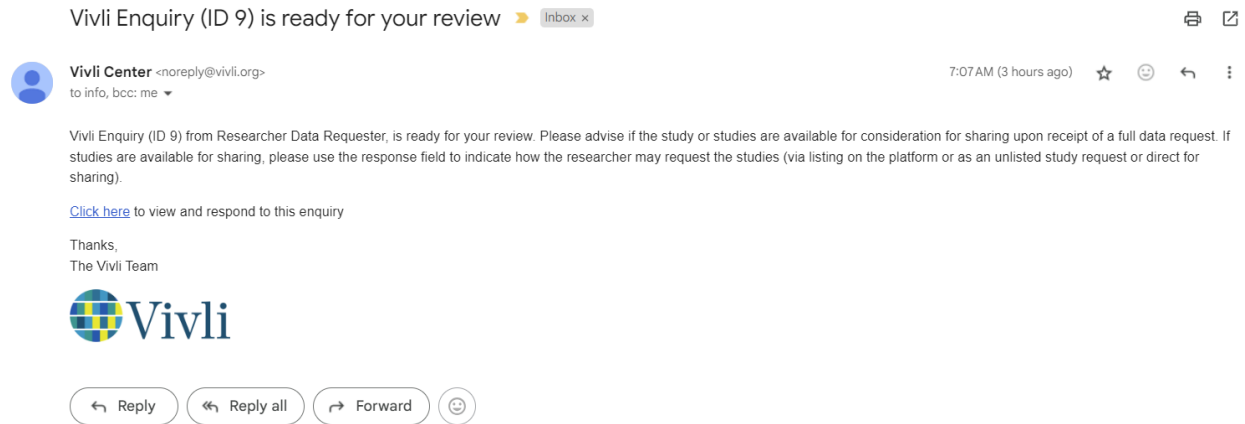 Vivli Enquiry (ID 9) is ready for your review
Inbox ×
Vivli Center <noreply@vivli.org>
7:07 AM (3 hours ago)
to info, bcc: me
Vivli Enquiry (ID 9) from Researcher Data Requester, is ready for your review. Please advise if the study or studies are available for consideration for sharing upon receipt of a full data request. If
studies are available for sharing, please use the response field to indicate how the researcher may request the studies (via listing on the platform or as an unlisted study request or direct for
sharing).
Click here to view and respond to this enquiry
Thanks,
The Vivli Team
Vivli
Reply
Reply all
Forward